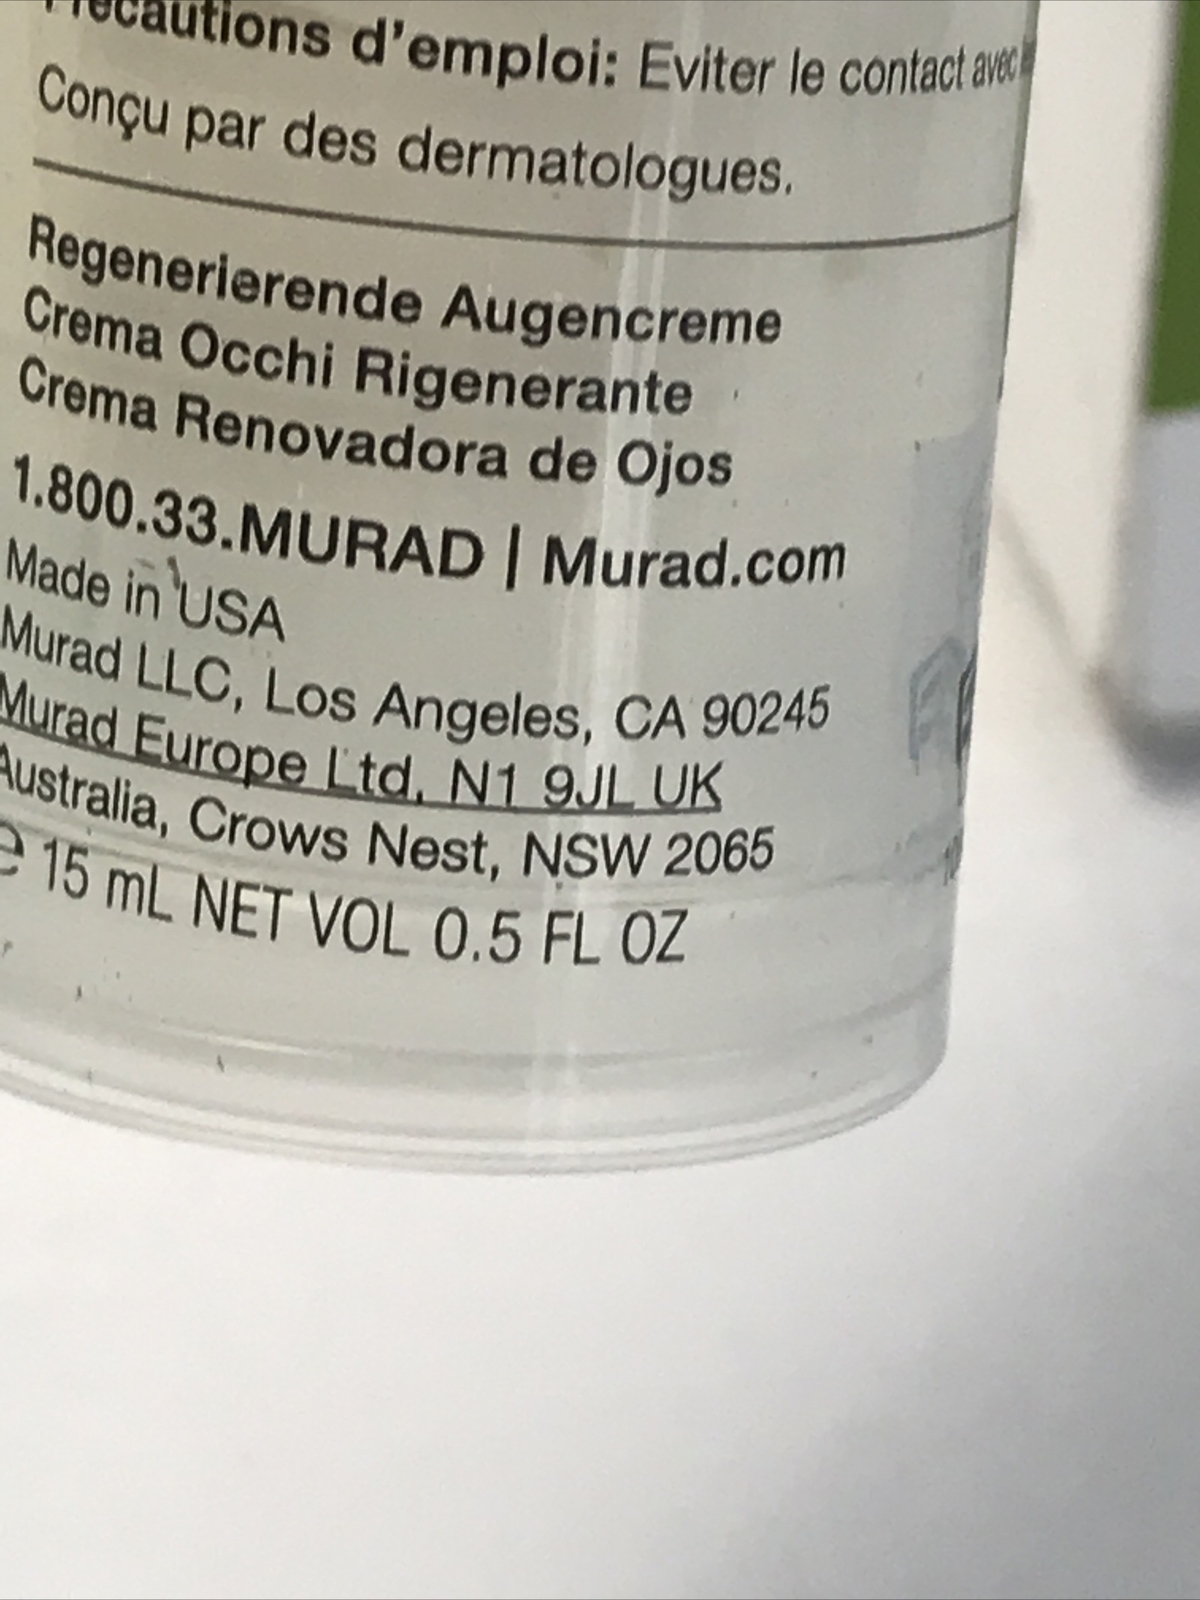 Précautions d'emploi: Eviter le contact avec
Conçu par des dermatologues.
Regenerierende Augencreme
Crema Occhi Rigenerante
Crema Renovadora de Ojos
1.800.33.MURAD | Murad.com
Made in USA
Murad LLC, Los Angeles, CA 90245
Murad Europe Ltd, N1 9JL UK
Australia, Crows Nest, NSW 2065
℮ 15 mL NET VOL 0.5 FL OZ